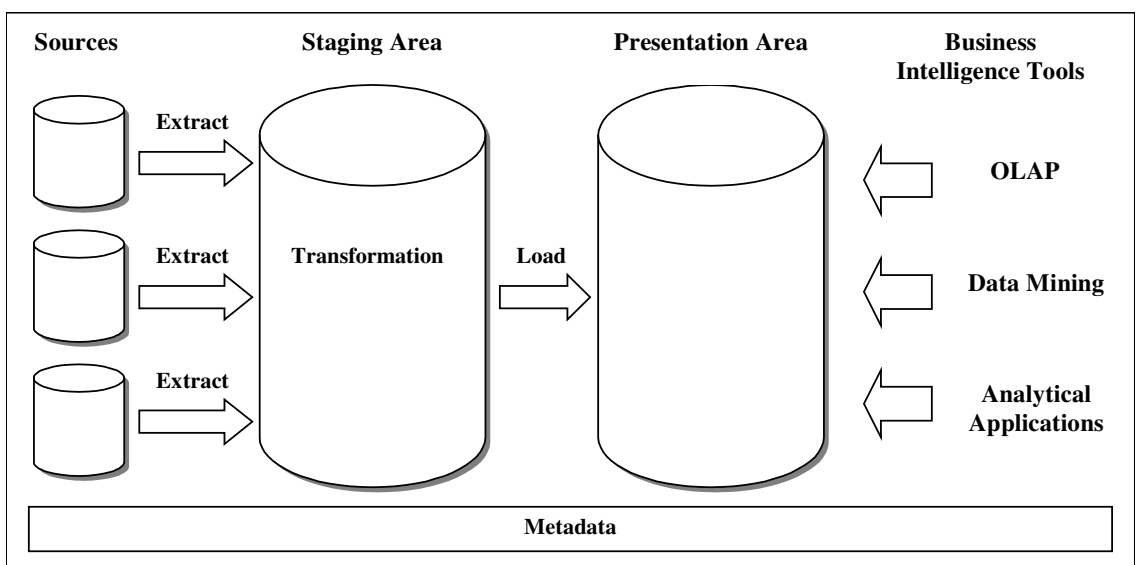 Sources
Staging Area
Presentation Area
Business
Intelligence Tools
Extract
OLAP
Extract
Transformation
Load
Data Mining
Extract
Analytical
Applications
Metadata